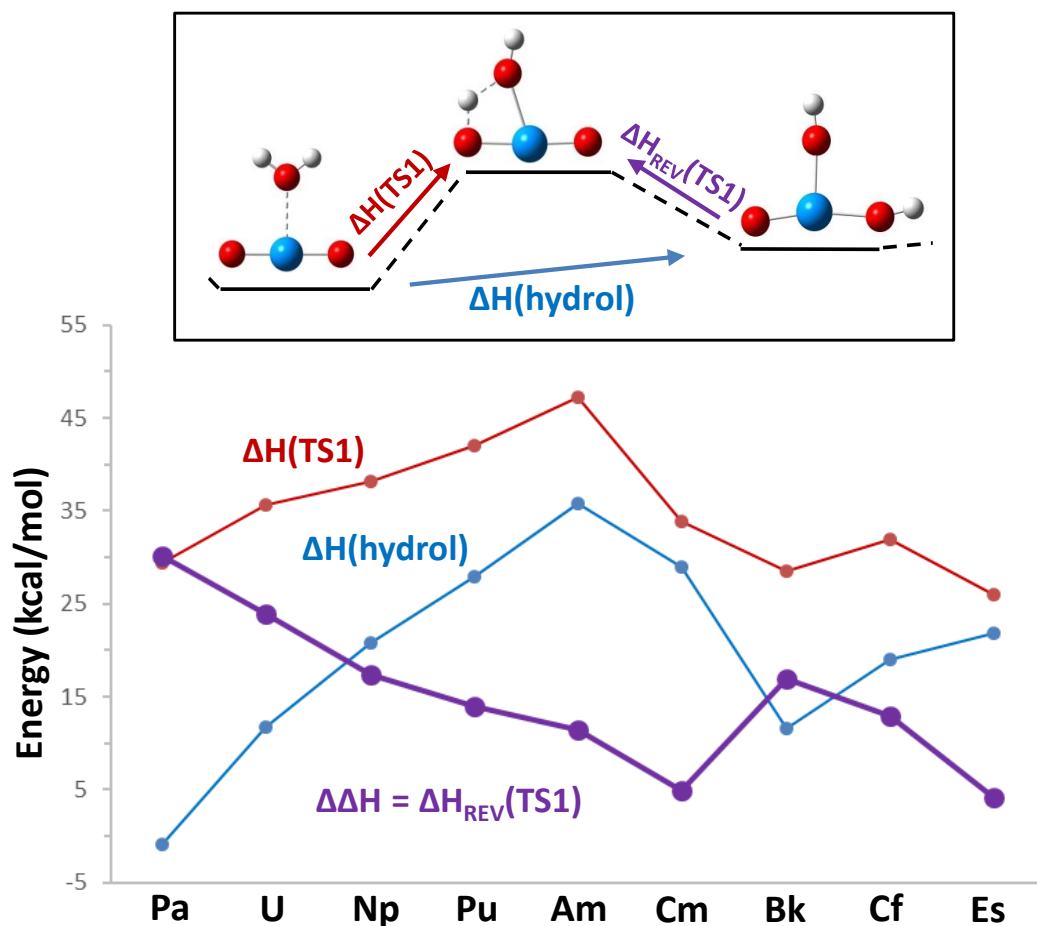 ΔH(TS1)
ΔH_REV(TS1)
ΔH(hydrol)
55
45
35
25
15
5
-5
Energy (kcal/mol)
ΔH(TS1)
ΔH(hydrol)
ΔΔH = ΔH_REV(TS1)
Pa U Np Pu Am Cm Bk Cf Es